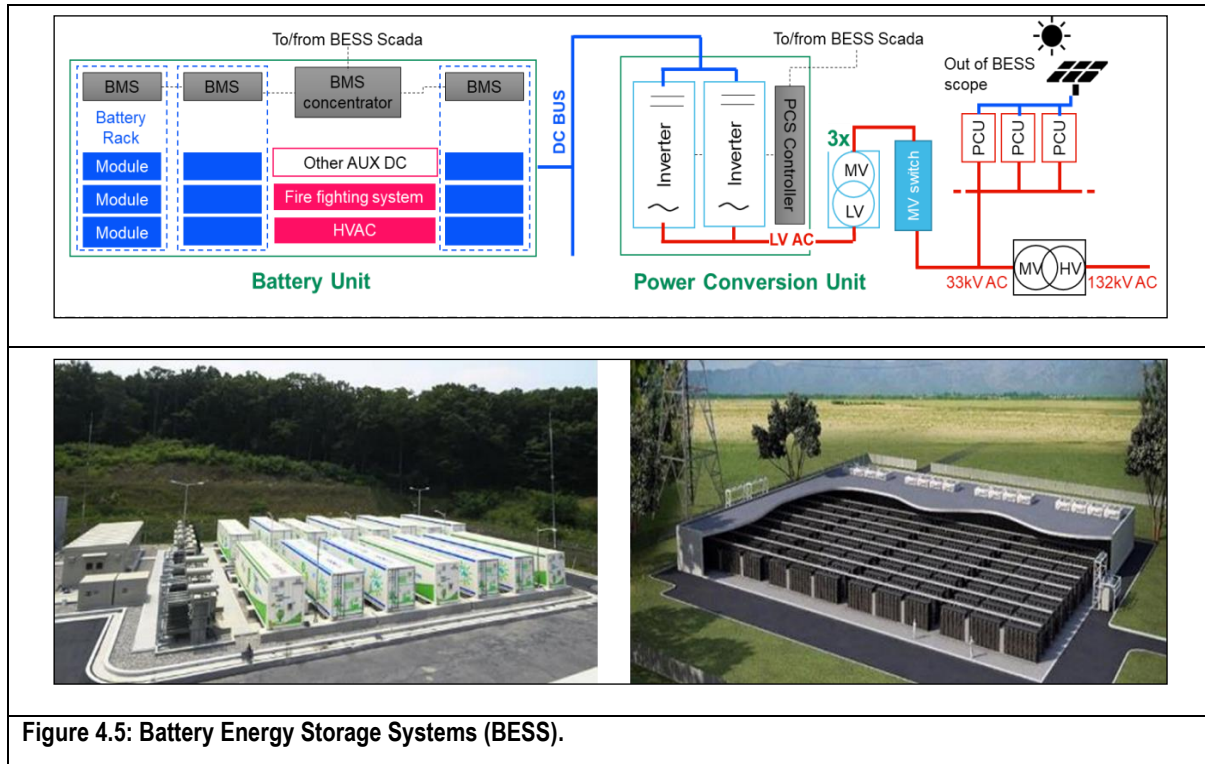 To/from BESS Scada
To/from BESS Scada
BMS
BMS
BMS
concentrator
BMS
Battery
Rack
Module
Module
Module
Other AUX DC
Fire fighting system
HVAC
Battery Unit
DC BUS
Inverter
Inverter
PCS Controller
LV AC
Power Conversion Unit
3x
MV
LV
MV switch
Out of BESS
scope
PCU
PCU
PCU
33kV AC
MV
HV
132kV AC
Figure 4.5: Battery Energy Storage Systems (BESS).